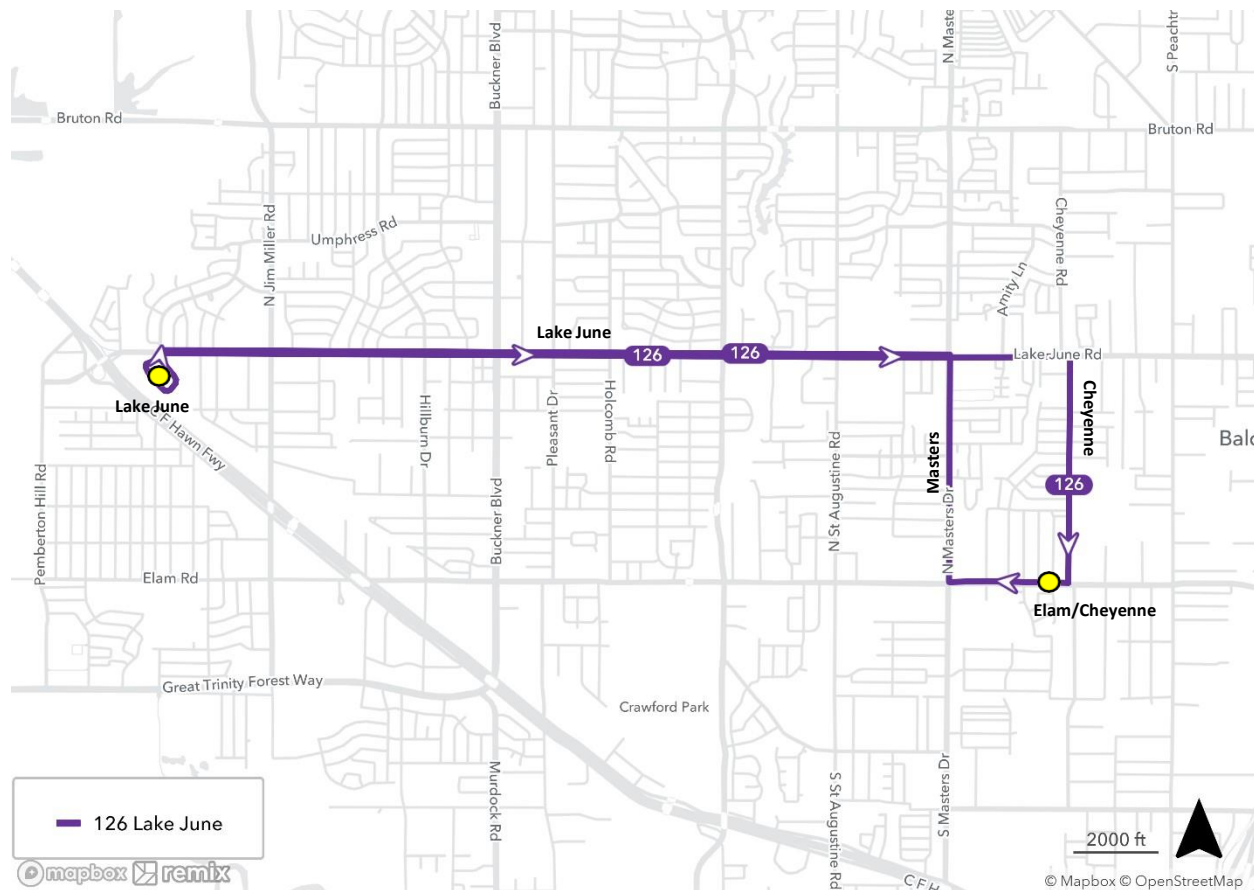 Buckner Blvd
N Maste
S Peachtr
Bruton Rd
Bruton Rd
Umphress Rd
N Jim Miller Rd
Cheyenne Rd
Amity Ln
Lake June
126
126
Lake June Rd
Lake June
C F Hawn Fwy
Hillburn Dr
Pleasant Dr
Holcomb Rd
N St Augustine Rd
Masters
Cheyenne
Balc
126
Pemberton Hill Rd
Buckner Blvd
N Masters Dr
Elam Rd
Elam/Cheyenne
Great Trinity Forest Way
Crawford Park
Murdock Rd
S St Augustine Rd
S Masters Dr
126 Lake June
2000 ft
mapbox remix
© Mapbox © OpenStreetMap
C F H